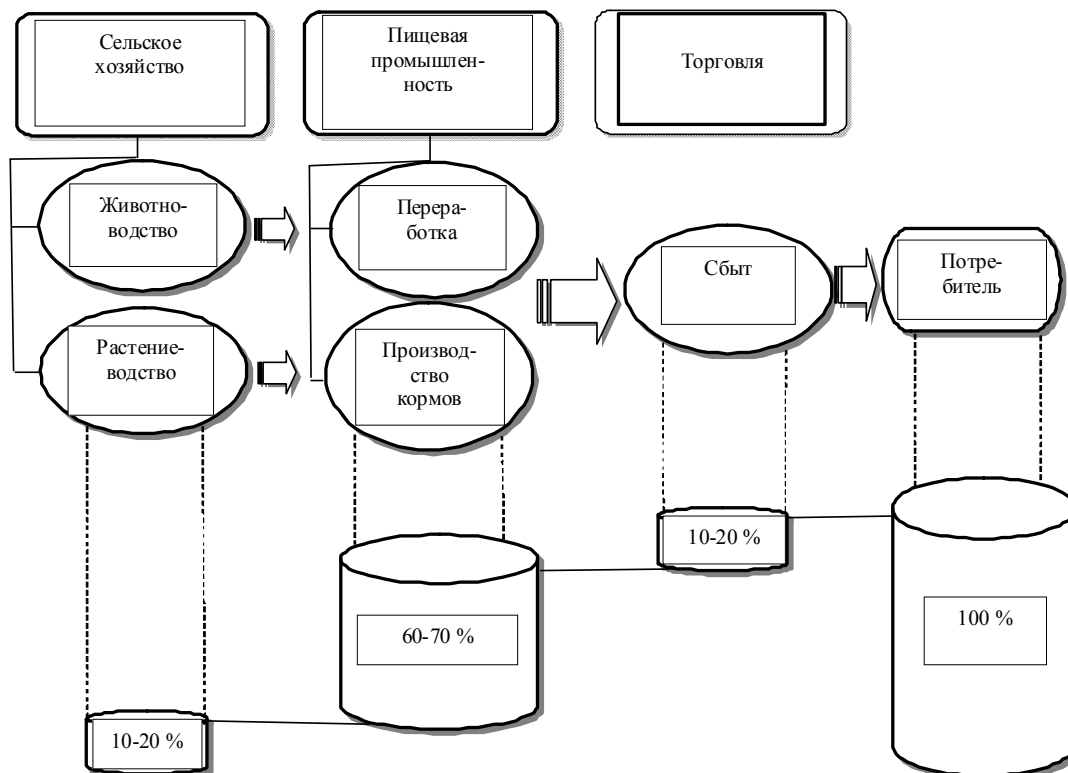 Сельское
хозяйство
Пищевая
промышлен-
ность
Торговля
Животно-
водство
Перера-
ботка
Сбыт
Потре-
битель
Растение-
водство
Производ-
ство
кормов
10-20 %
60-70 %
100 %
10-20 %